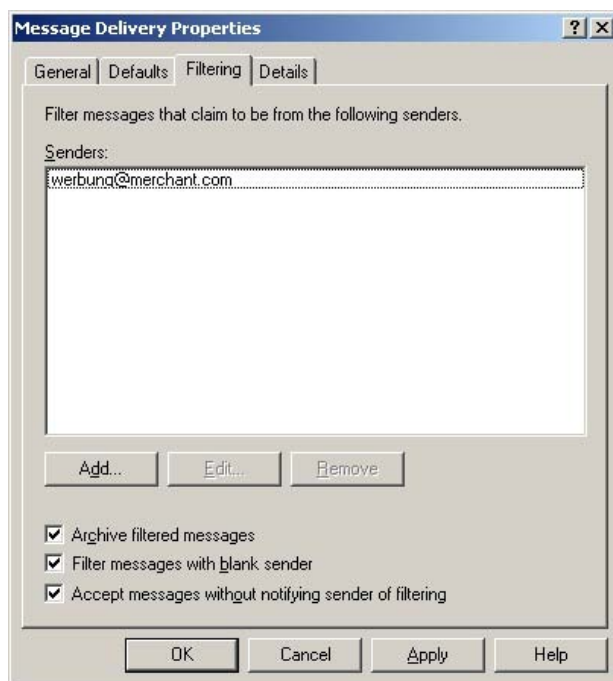 Message Delivery Properties
General Defaults Filtering Details
Filter messages that claim to be from the following senders.
Senders:
werbung@merchant.com
Add... Edit... Remove
Archive filtered messages
Filter messages with blank sender
Accept messages without notifying sender of filtering
OK Cancel Apply Help